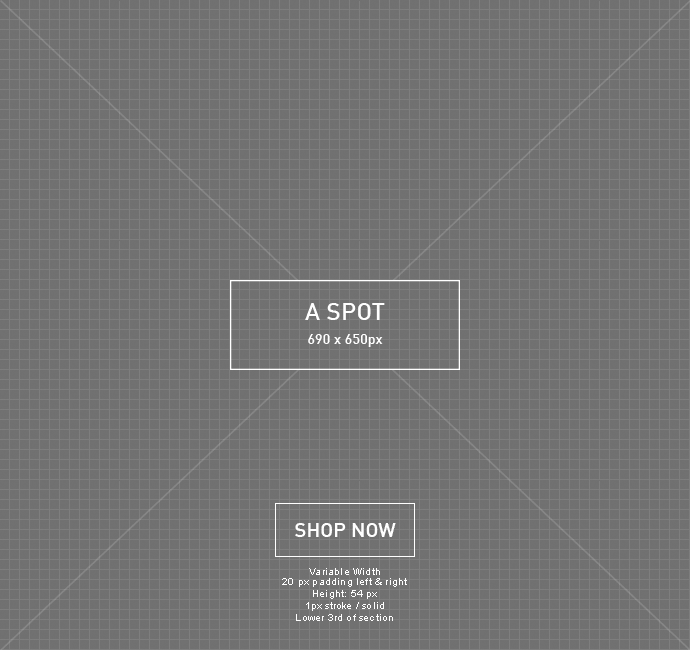 A SPOT
690 x 650px
SHOP NOW
Variable Width
20 px padding left & right
Height: 54 px
1px stroke / solid
Lower 3rd of section